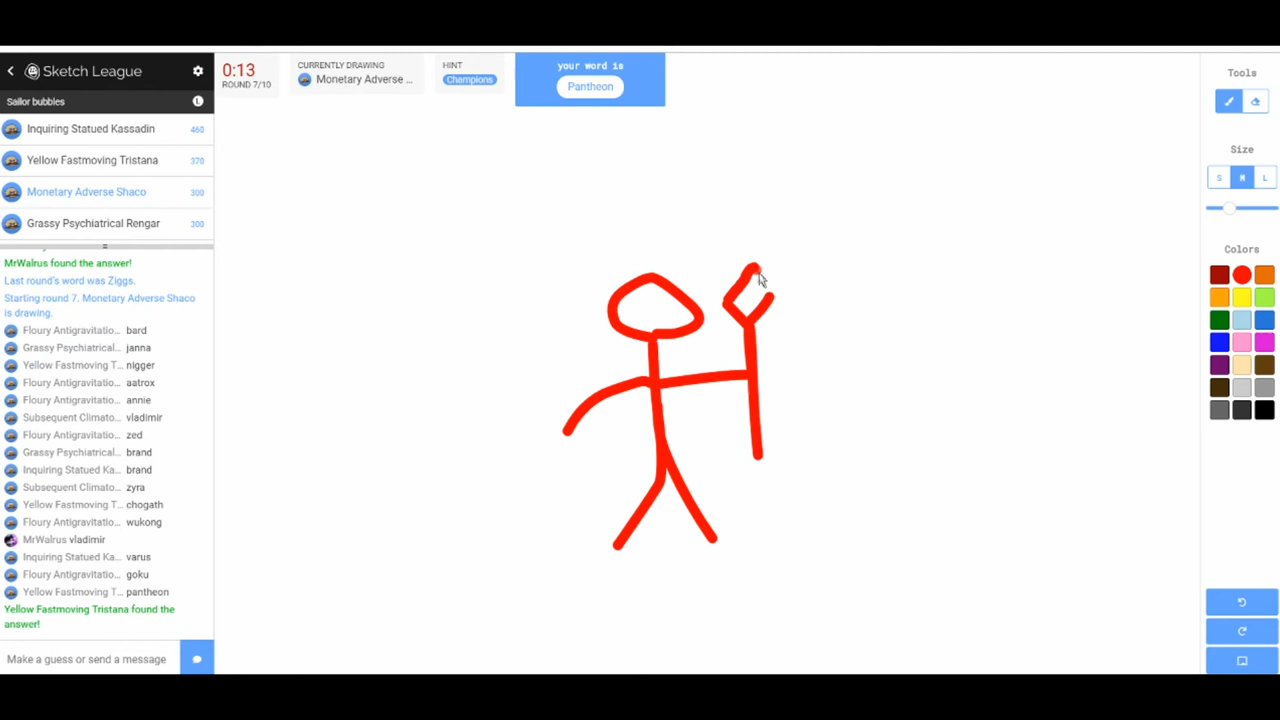 Sketch League
Sailor bubbles L
Inquiring Statued Kassadin 460
Yellow Fastmoving Tristana 370
Monetary Adverse Shaco 300
Grassy Psychiatrical Rengar 300
MrWalrus found the answer!
Last round's word was Ziggs.
Starting round 7. Monetary Adverse Shaco
is drawing.
Floury Antigravitatio... bard
Grassy Psychiatrical... janna
Yellow Fastmoving T... nigger
Floury Antigravitatio... aatrox
Floury Antigravitatio... annie
Subsequent Climato... vladimir
Floury Antigravitatio... zed
Grassy Psychiatrical... brand
Inquiring Statued Ka... brand
Subsequent Climato... zyra
Yellow Fastmoving T... chogath
Floury Antigravitatio... wukong
MrWalrus vladimir
Inquiring Statued Ka... varus
Floury Antigravitatio... goku
Yellow Fastmoving T... pantheon
Yellow Fastmoving Tristana found the
answer!
Make a guess or send a message
0:13
ROUND 7/10
CURRENTLY DRAWING
Monetary Adverse ...
HINT
Champions
your word is
Pantheon
Tools
Size
S M L
Colors